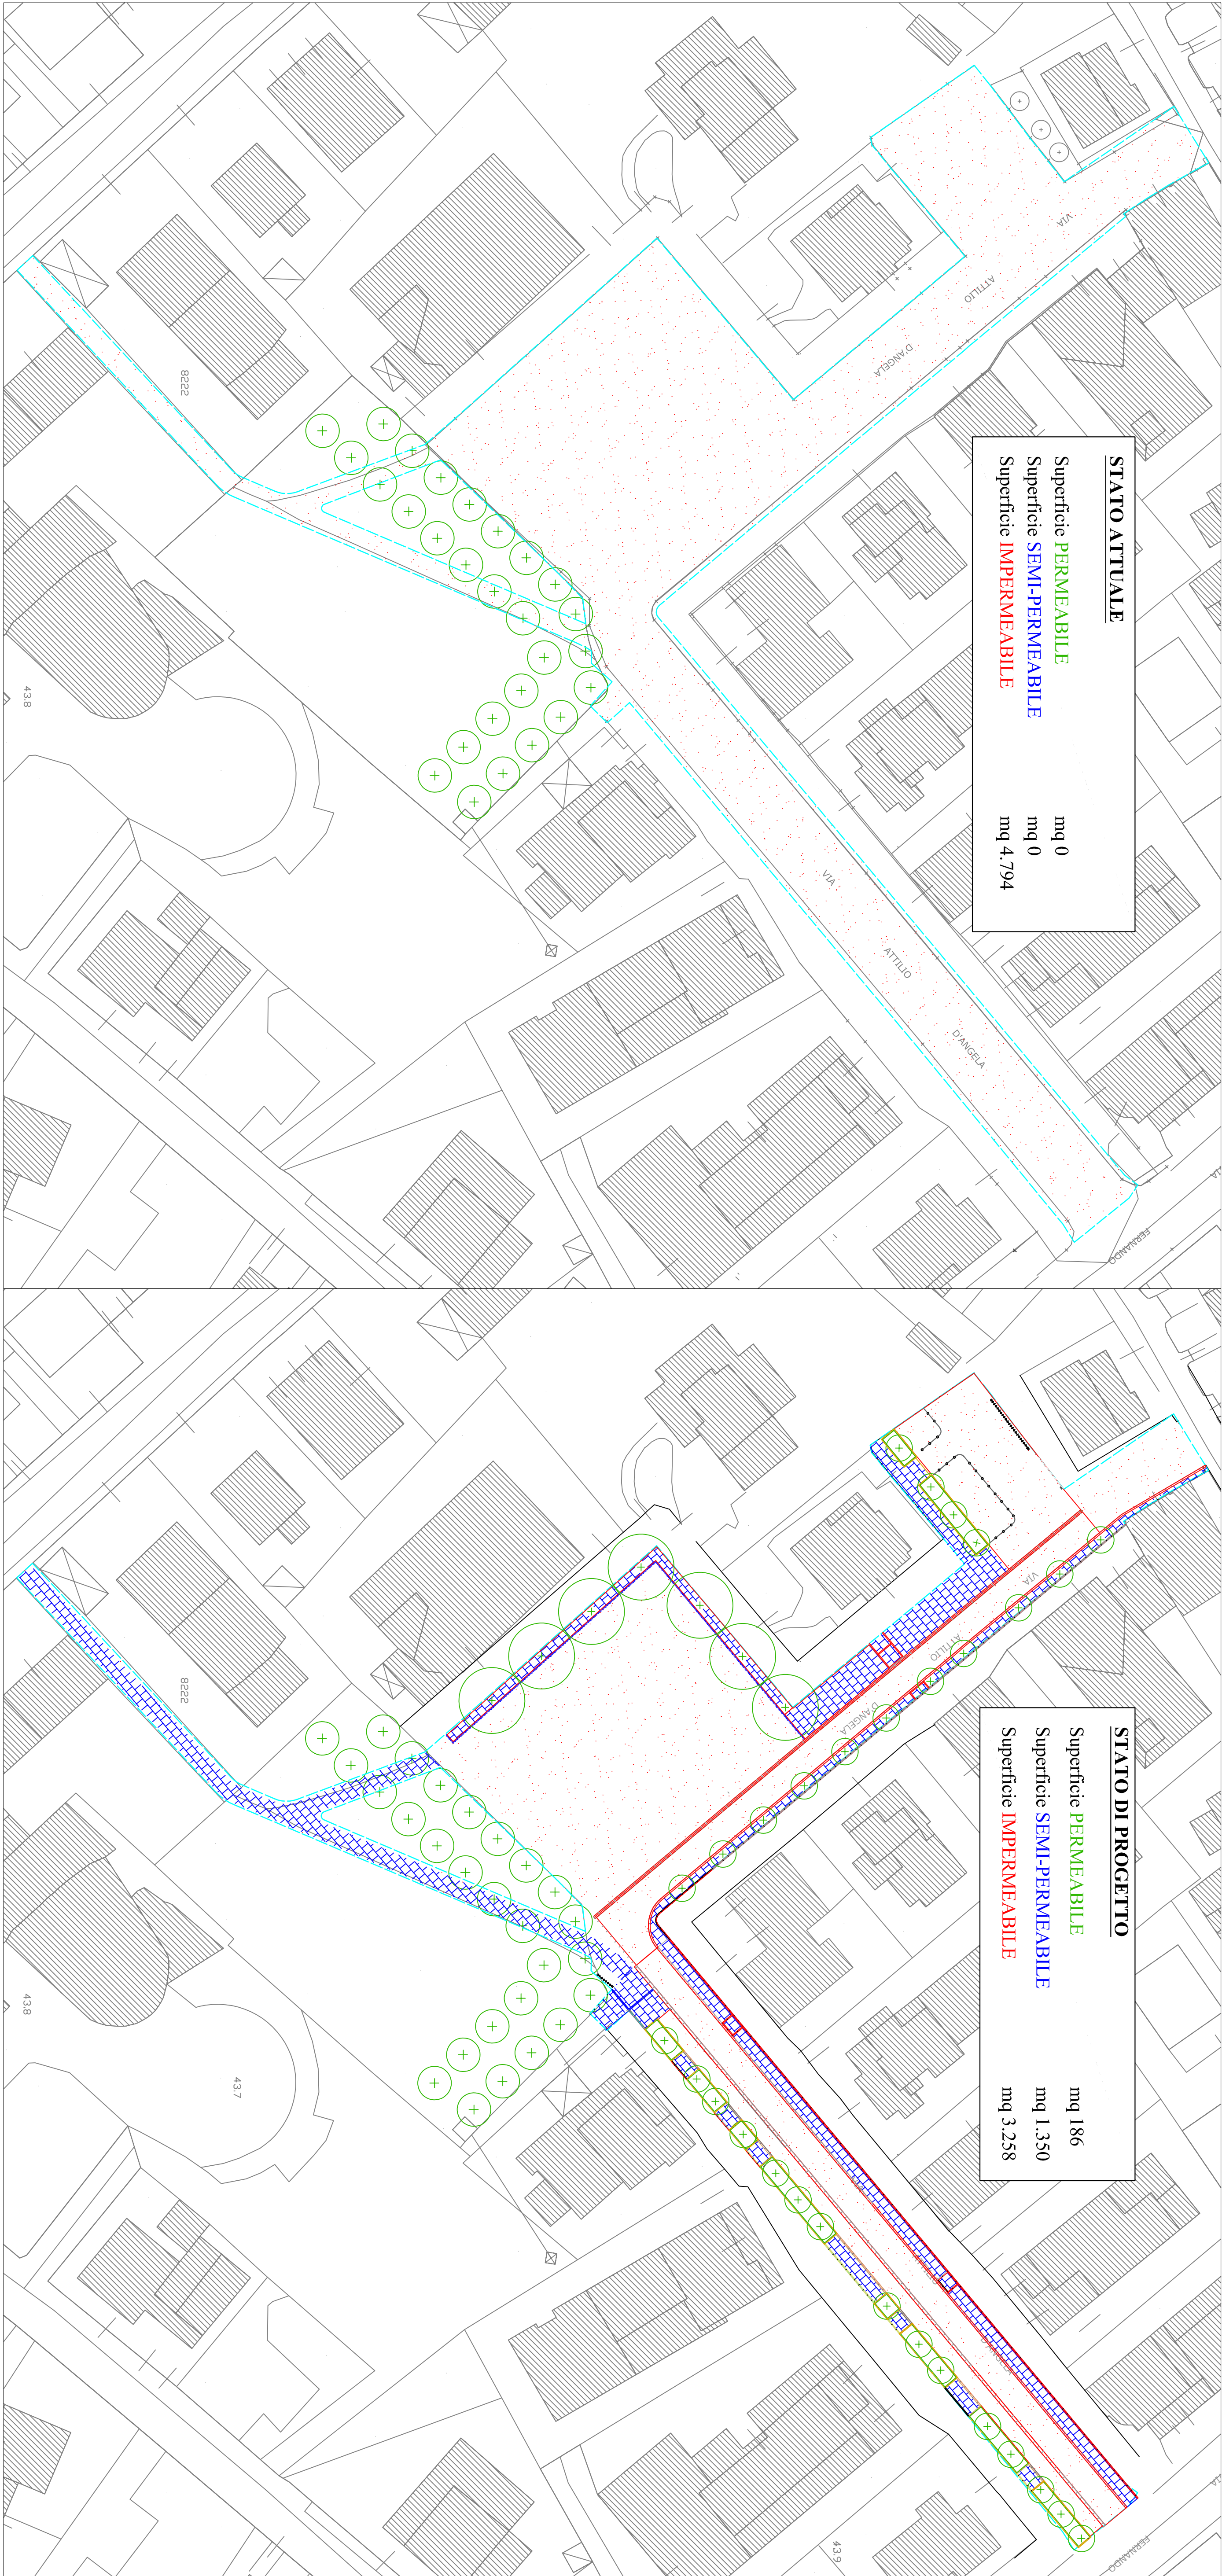 STATO ATTUALE
Superficie PERMEABILE mq 0
Superficie SEMI-PERMEABILE mq 0
Superficie IMPERMEABILE mq 4.794
VIA
ATTILIO
D'ANGELA
VIA
ATTILIO
D'ANGELA
FERNANDO
8222
43.8
STATO DI PROGETTO
Superficie PERMEABILE mq 186
Superficie SEMI-PERMEABILE mq 1.350
Superficie IMPERMEABILE mq 3.258
VIA
ATTILIO
D'ANGELA
FERNANDO
8222
43.8
43.7
43.9